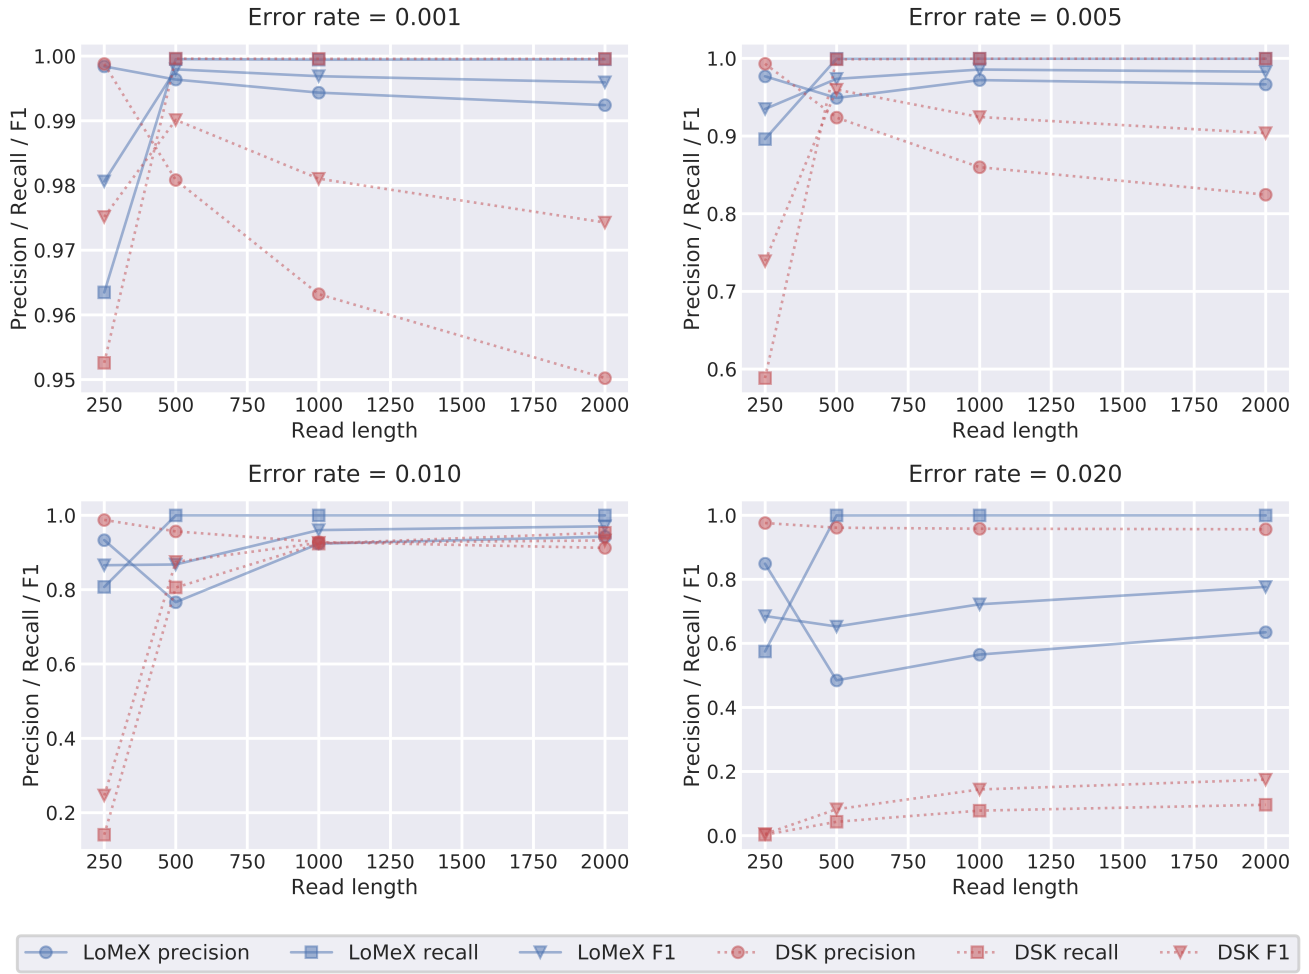 Error rate = 0.001
Precision / Recall / F1
1.00
0.99
0.98
0.97
0.96
0.95
250 500 750 1000 1250 1500 1750 2000
Read length
Error rate = 0.005
Precision / Recall / F1
1.0
0.9
0.8
0.7
0.6
250 500 750 1000 1250 1500 1750 2000
Read length
Error rate = 0.010
Precision / Recall / F1
1.0
0.8
0.6
0.4
0.2
250 500 750 1000 1250 1500 1750 2000
Read length
Error rate = 0.020
Precision / Recall / F1
1.0
0.8
0.6
0.4
0.2
0.0
250 500 750 1000 1250 1500 1750 2000
Read length
LoMeX precision LoMeX recall LoMeX F1 DSK precision DSK recall DSK F1